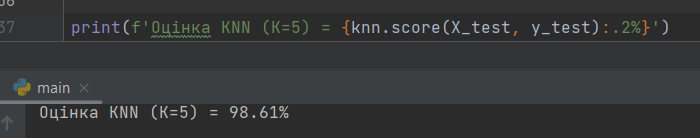 37 print(f'Оцінка KNN (K=5) = {knn.score(X_test, y_test):.2%}')
main ×
Оцінка KNN (K=5) = 98.61%